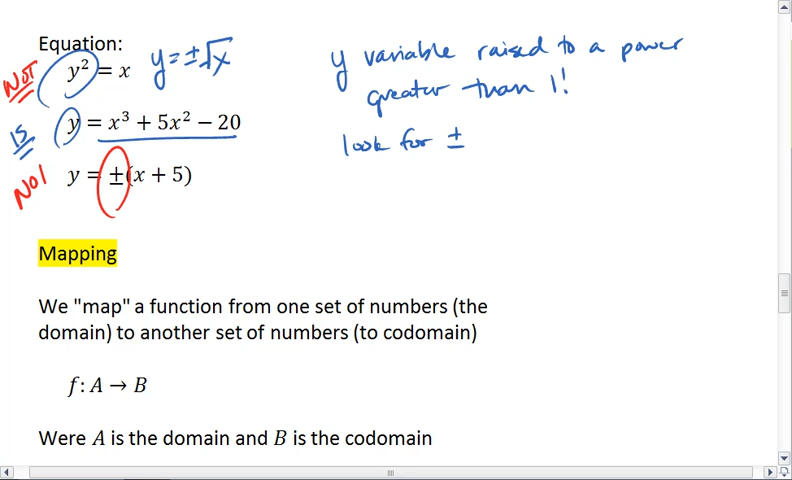 Equation:
NOT y² = x y = ±√x
IS y = x³ + 5x² − 20
NO! y = ±(x + 5)
y variable raised to a power
greater than 1!
look for ±
Mapping
We "map" a function from one set of numbers (the
domain) to another set of numbers (to codomain)
f: A → B
Were A is the domain and B is the codomain